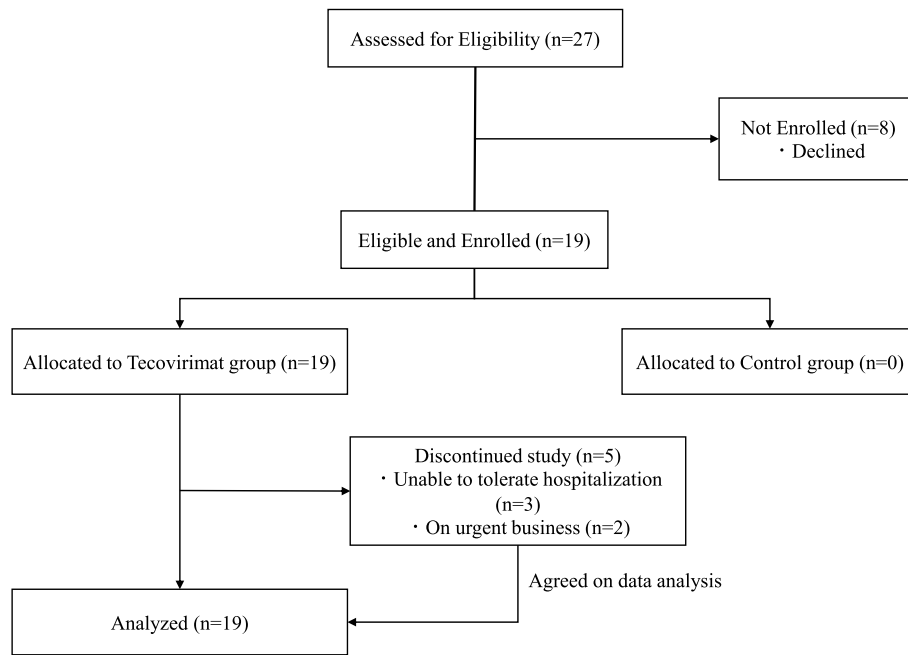 Assessed for Eligibility (n=27)
Not Enrolled (n=8)
・Declined
Eligible and Enrolled (n=19)
Allocated to Tecovirimat group (n=19)
Allocated to Control group (n=0)
Discontinued study (n=5)
・Unable to tolerate hospitalization
(n=3)
・On urgent business (n=2)
Agreed on data analysis
Analyzed (n=19)